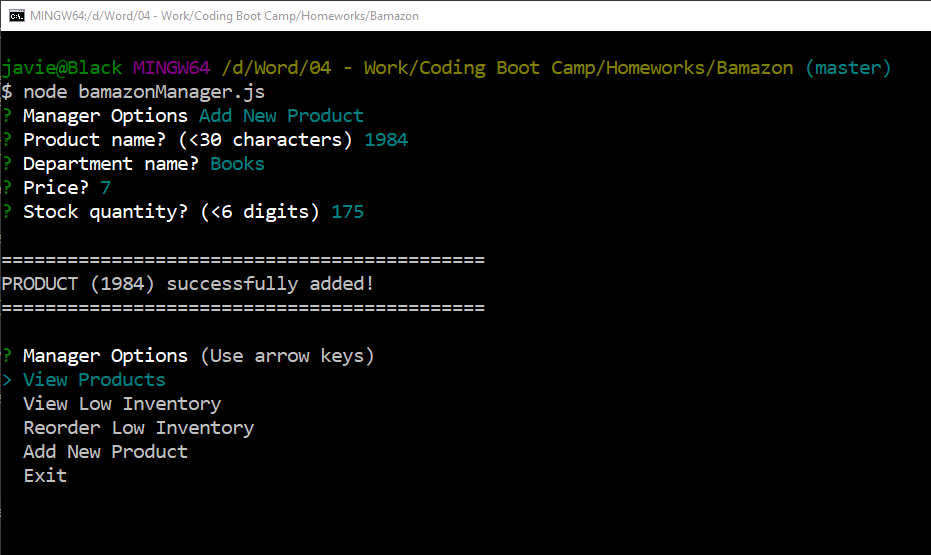 MINGW64:/d/Word/04 - Work/Coding Boot Camp/Homeworks/Bamazon
javie@Black MINGW64 /d/Word/04 - Work/Coding Boot Camp/Homeworks/Bamazon (master)
$ node bamazonManager.js
? Manager Options Add New Product
? Product name? (<30 characters) 1984
? Department name? Books
? Price? 7
? Stock quantity? (<6 digits) 175
============================================
PRODUCT (1984) successfully added!
============================================
? Manager Options (Use arrow keys)
> View Products
View Low Inventory
Reorder Low Inventory
Add New Product
Exit